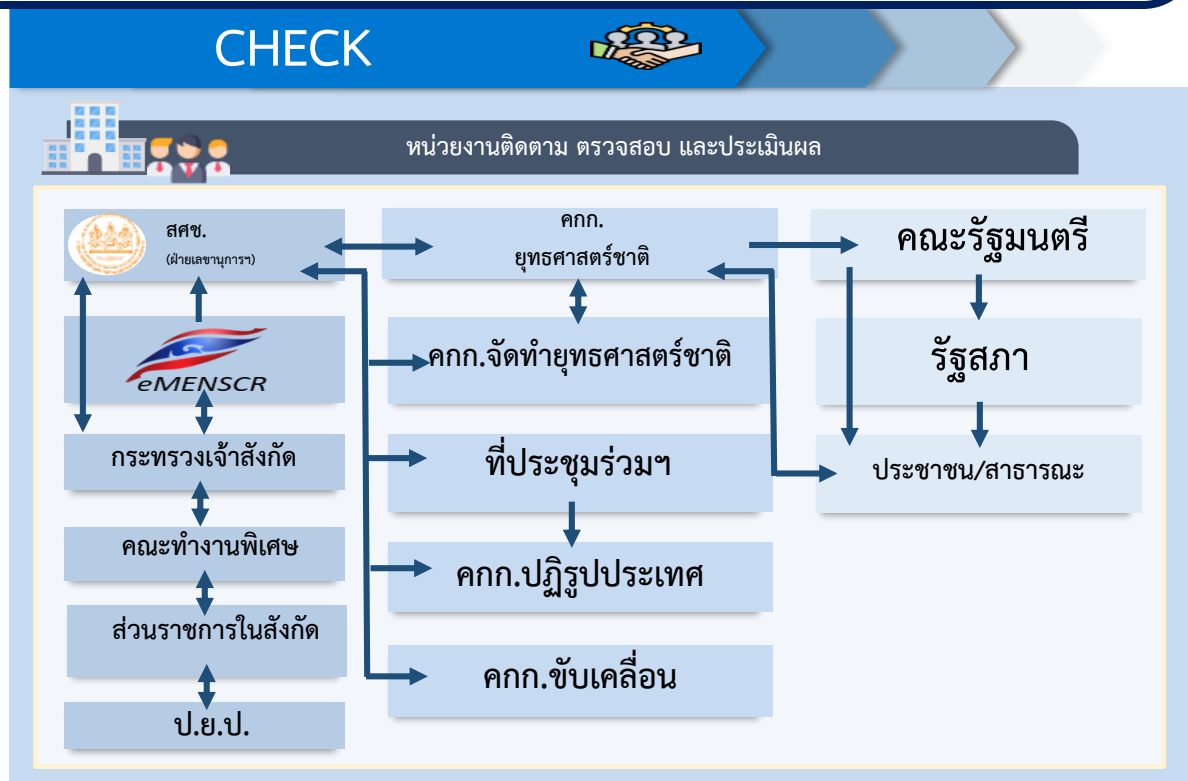 CHECK
หน่วยงานติดตาม ตรวจสอบ และประเมินผล
สศช.
(ฝ่ายเลขานุการฯ)
eMENSCR
กระทรวงเจ้าสังกัด
คณะทำงานพิเศษ
ส่วนราชการในสังกัด
ป.ย.ป.
คกก.
ยุทธศาสตร์ชาติ
คกก.จัดทำยุทธศาสตร์ชาติ
ที่ประชุมร่วมฯ
คกก.ปฏิรูปประเทศ
คกก.ขับเคลื่อน
คณะรัฐมนตรี
รัฐสภา
ประชาชน/สาธารณะ